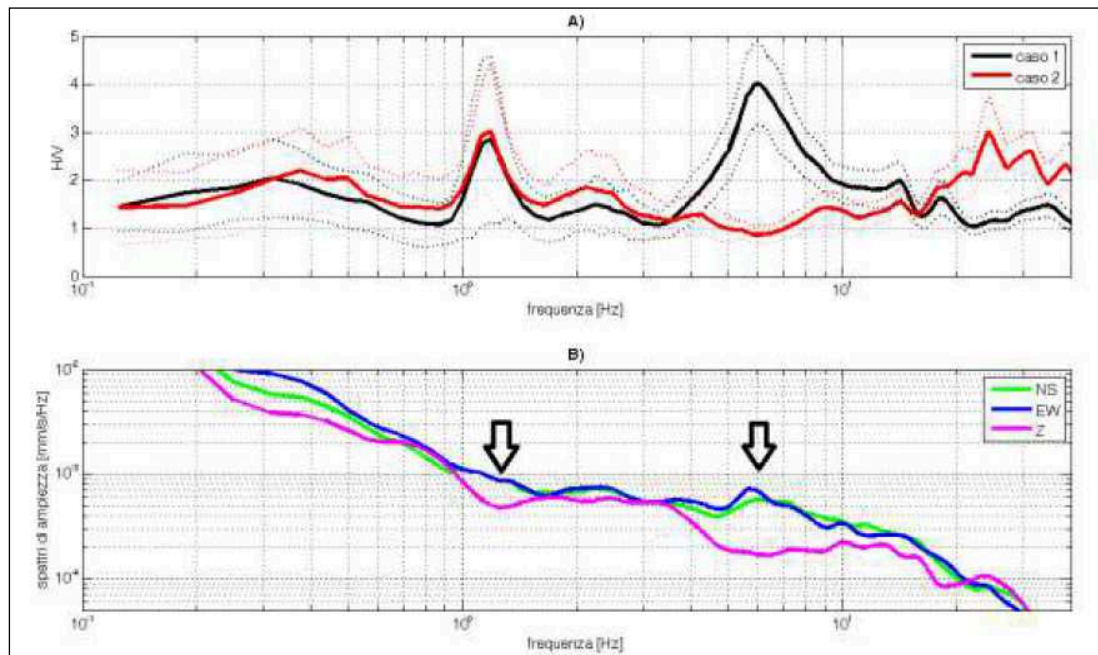 A)
5
4
3
2
1
0
H/V
caso 1
caso 2
10⁻¹
10⁰
10¹
frequenza [Hz]
B)
10⁻²
10⁻³
10⁻⁴
spettri di ampiezza [mm/s/Hz]
NS
EW
Z
10⁻¹
10⁰
10¹
frequenza [Hz]